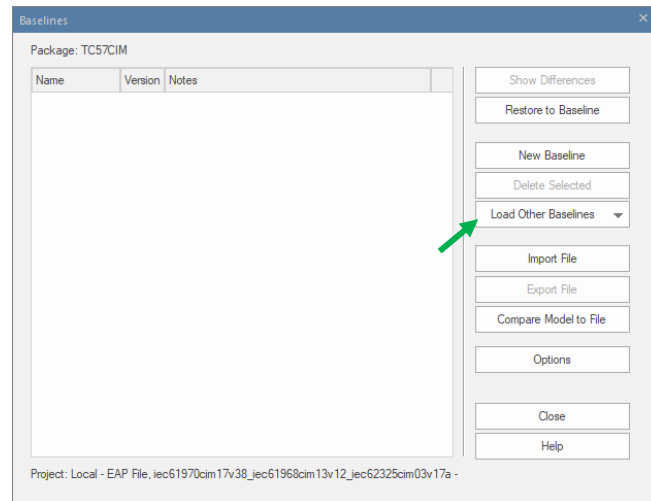 Baselines
Package: TC57CIM
Name Version Notes
Show Differences
Restore to Baseline
New Baseline
Delete Selected
Load Other Baselines
Import File
Export File
Compare Model to File
Options
Close
Help
Project: Local - EAP File, iec61970cim17v38_iec61968cim13v12_iec62325cim03v17a -